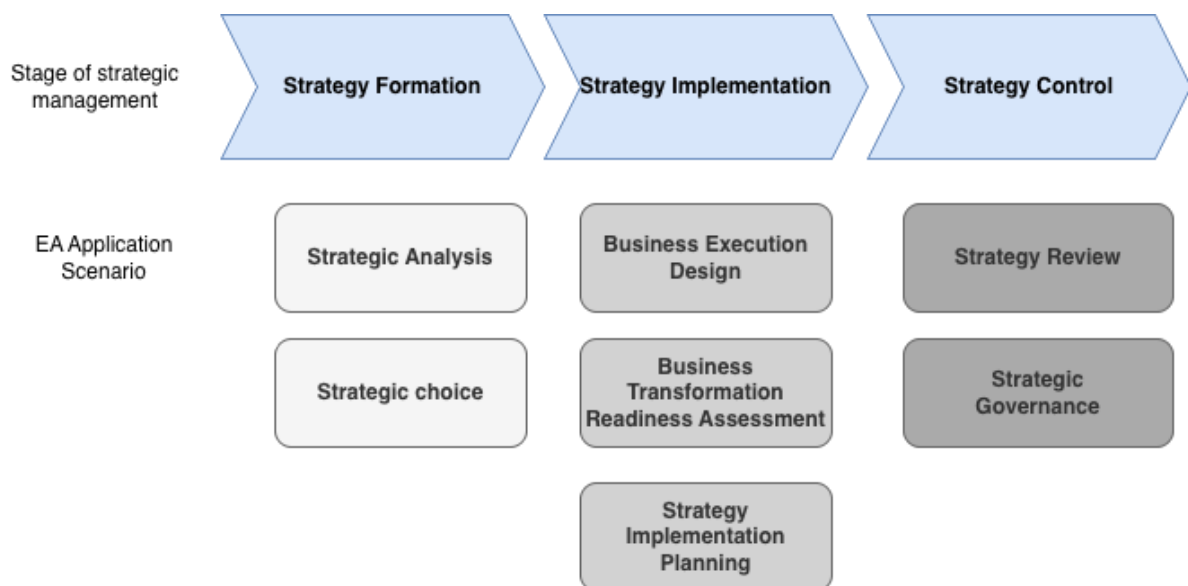 Stage of strategic
management
Strategy Formation
Strategy Implementation
Strategy Control
EA Application
Scenario
Strategic Analysis
Business Execution
Design
Strategy Review
Strategic choice
Business
Transformation
Readiness Assessment
Strategic
Governance
Strategy
Implementation
Planning